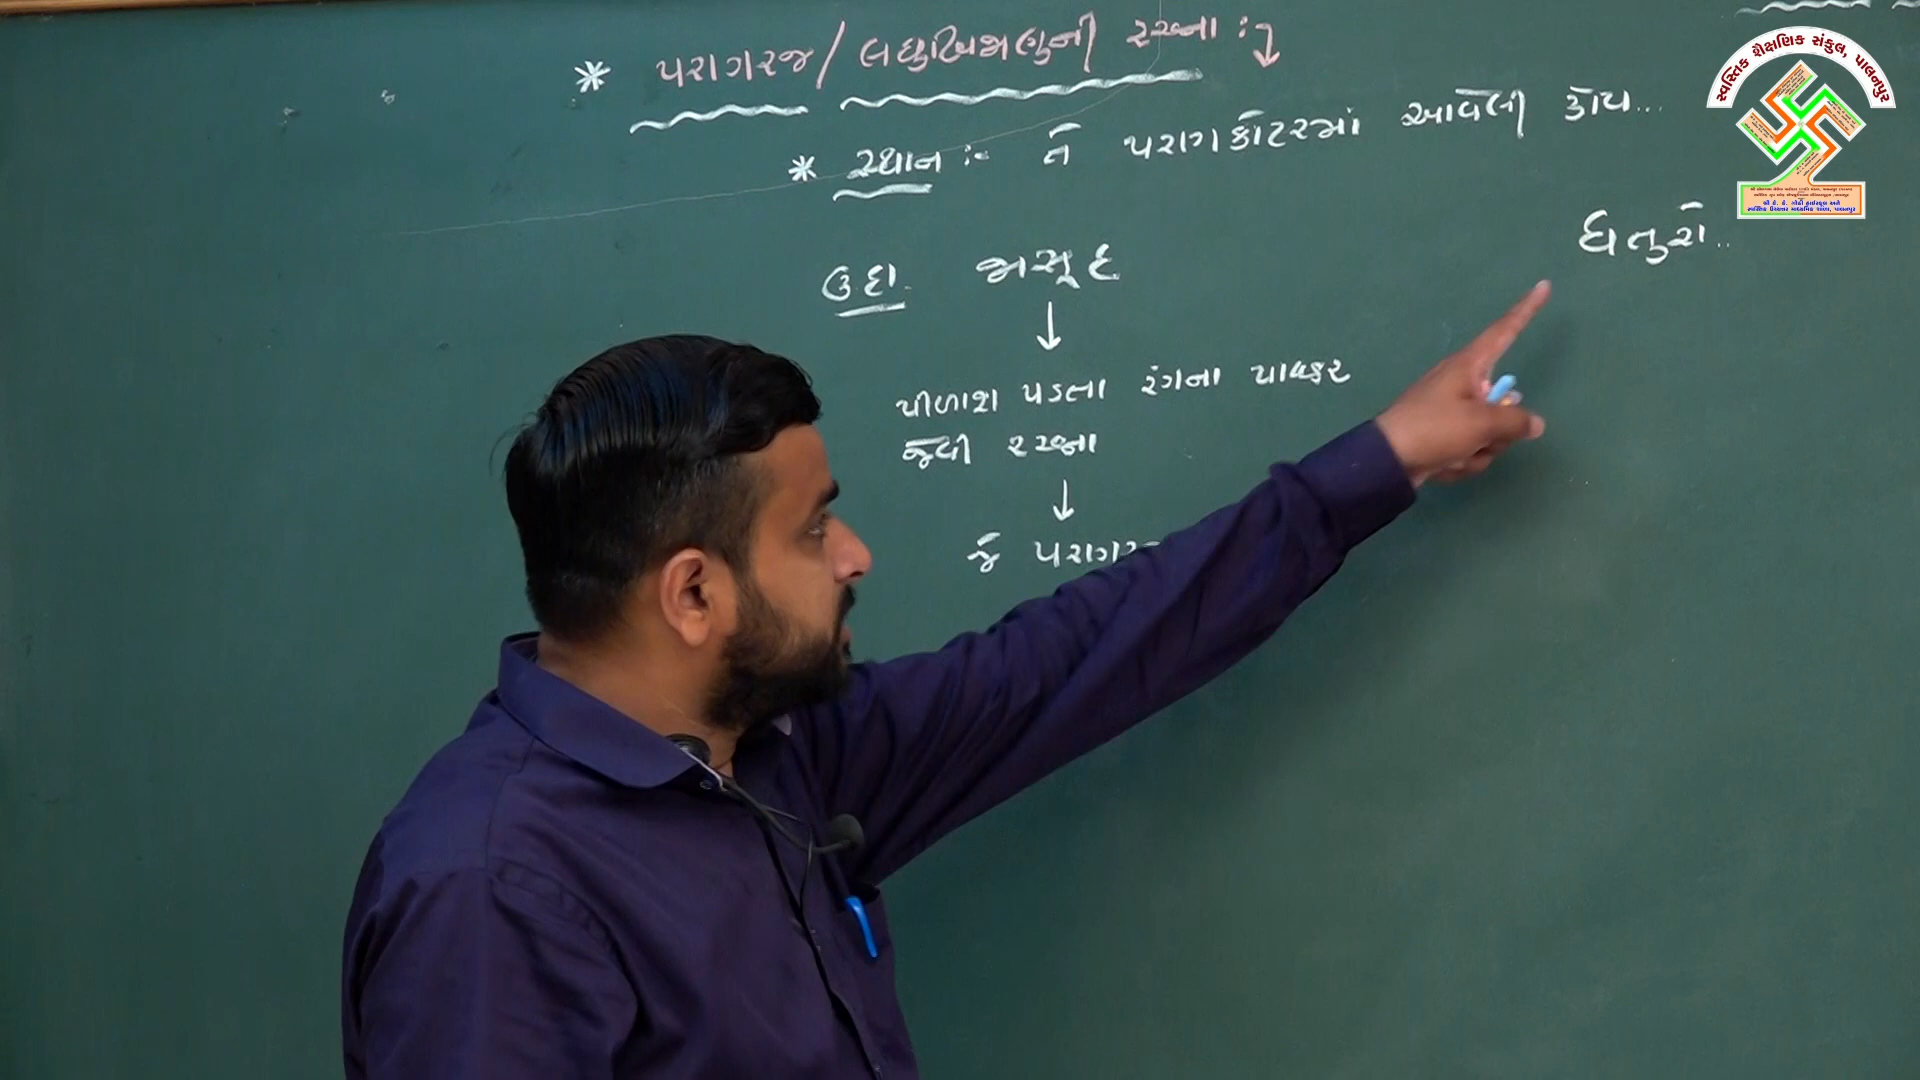 * પરાગરજ / લઘુબિજાણુની રચના :↓
* સ્થાન :- તે પરાગકોટરમાં આવેલી હોય...
ધતુરો..
ઉદા. જાસૂદ
↓
પીળાશ પડતા રંગના પાવડર
જેવી રચના
↓
જે
સ્વસ્તિક શૈક્ષણિક સંકુલ, પાલનપુર